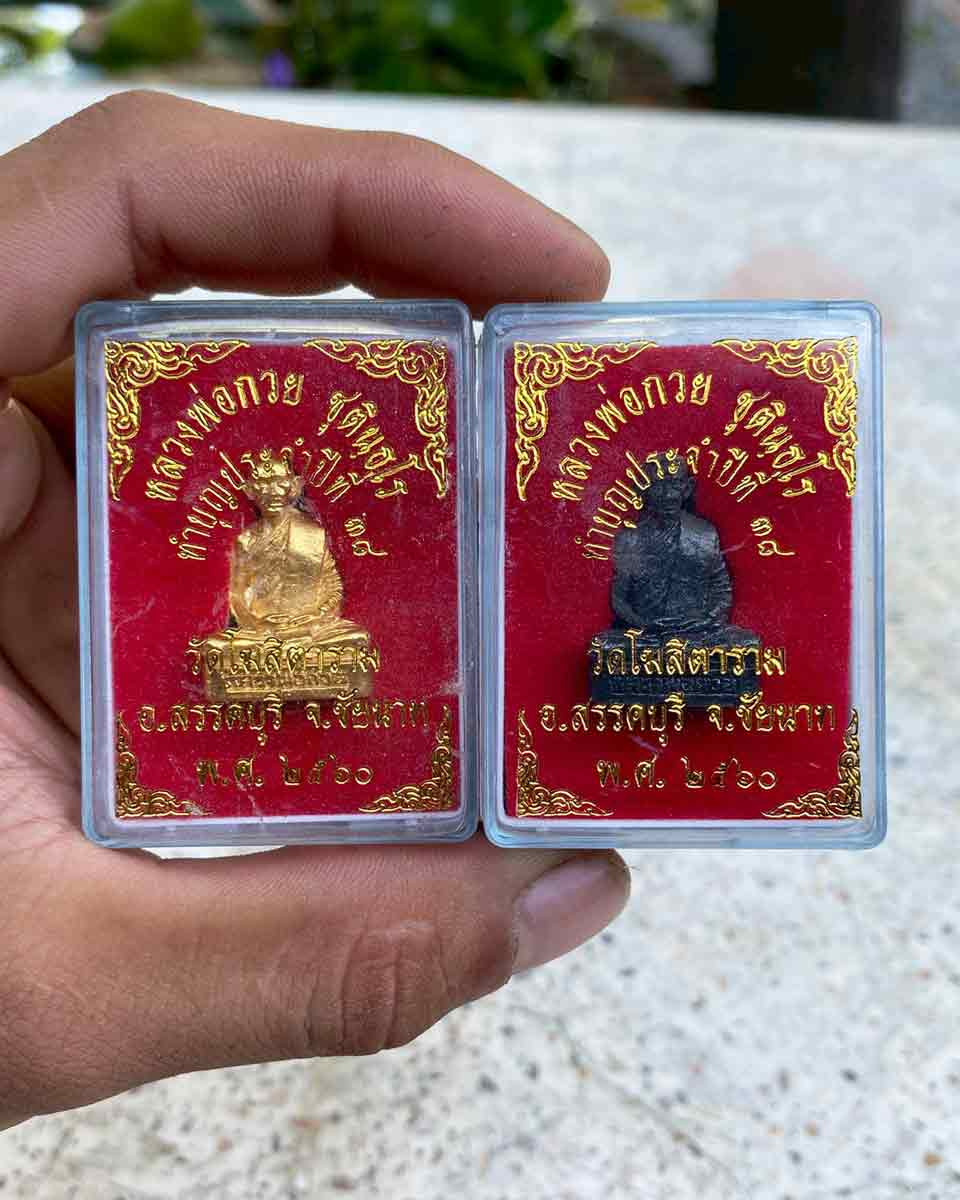 หลวงพ่อกวย ชุตินฺธโร
ทำบุญประจำปีที่ ๓๘
วัดโฆสิตาราม
อ.สรรคบุรี จ.ชัยนาท
พ.ศ. ๒๕๖๐
หลวงพ่อกวย ชุตินฺธโร
ทำบุญประจำปีที่ ๓๘
วัดโฆสิตาราม
อ.สรรคบุรี จ.ชัยนาท
พ.ศ. ๒๕๖๐